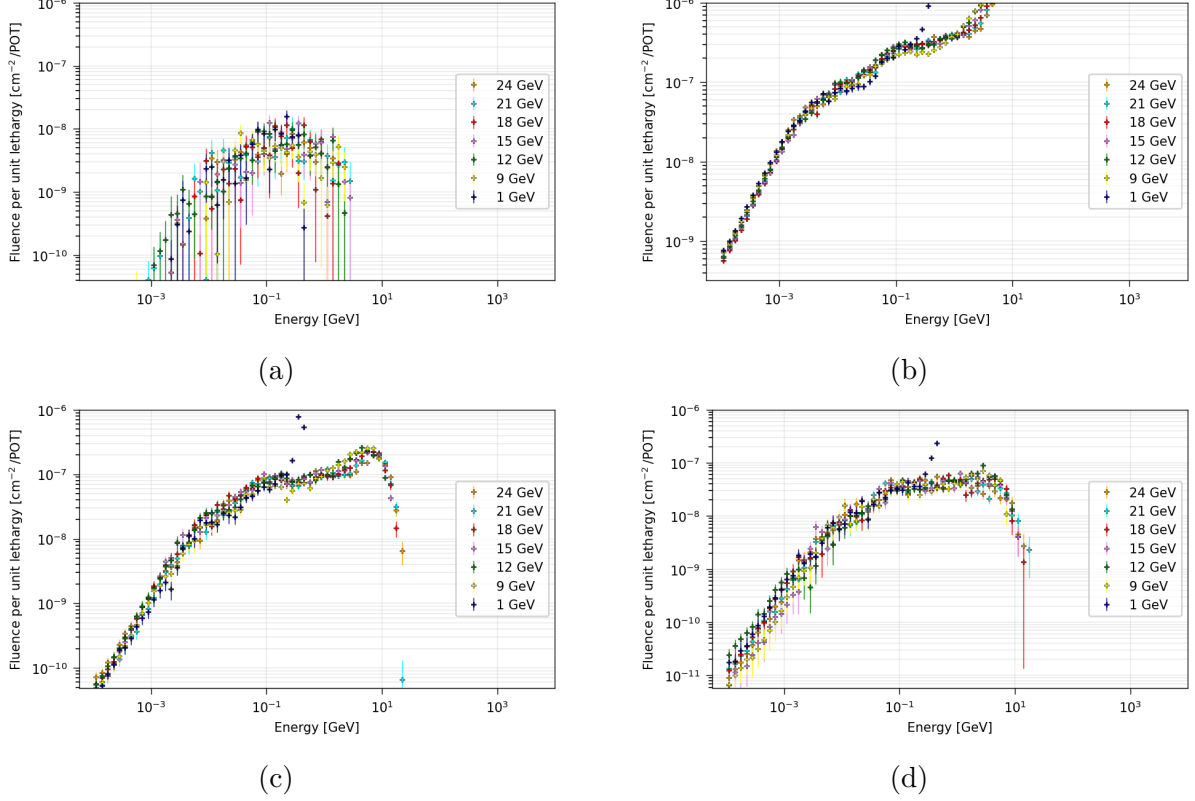 10⁻⁶
10⁻⁷
10⁻⁸
10⁻⁹
10⁻¹⁰
Fluence per unit lethargy [cm⁻² /POT]
24 GeV
21 GeV
18 GeV
15 GeV
12 GeV
9 GeV
1 GeV
10⁻³ 10⁻¹ 10¹ 10³
Energy [GeV]
(a)
10⁻⁶
10⁻⁷
10⁻⁸
10⁻⁹
Fluence per unit lethargy [cm⁻² /POT]
24 GeV
21 GeV
18 GeV
15 GeV
12 GeV
9 GeV
1 GeV
10⁻³ 10⁻¹ 10¹ 10³
Energy [GeV]
(b)
10⁻⁶
10⁻⁷
10⁻⁸
10⁻⁹
10⁻¹⁰
Fluence per unit lethargy [cm⁻² /POT]
24 GeV
21 GeV
18 GeV
15 GeV
12 GeV
9 GeV
1 GeV
10⁻³ 10⁻¹ 10¹ 10³
Energy [GeV]
(c)
10⁻⁶
10⁻⁷
10⁻⁸
10⁻⁹
10⁻¹⁰
10⁻¹¹
Fluence per unit lethargy [cm⁻² /POT]
24 GeV
21 GeV
18 GeV
15 GeV
12 GeV
9 GeV
1 GeV
10⁻³ 10⁻¹ 10¹ 10³
Energy [GeV]
(d)